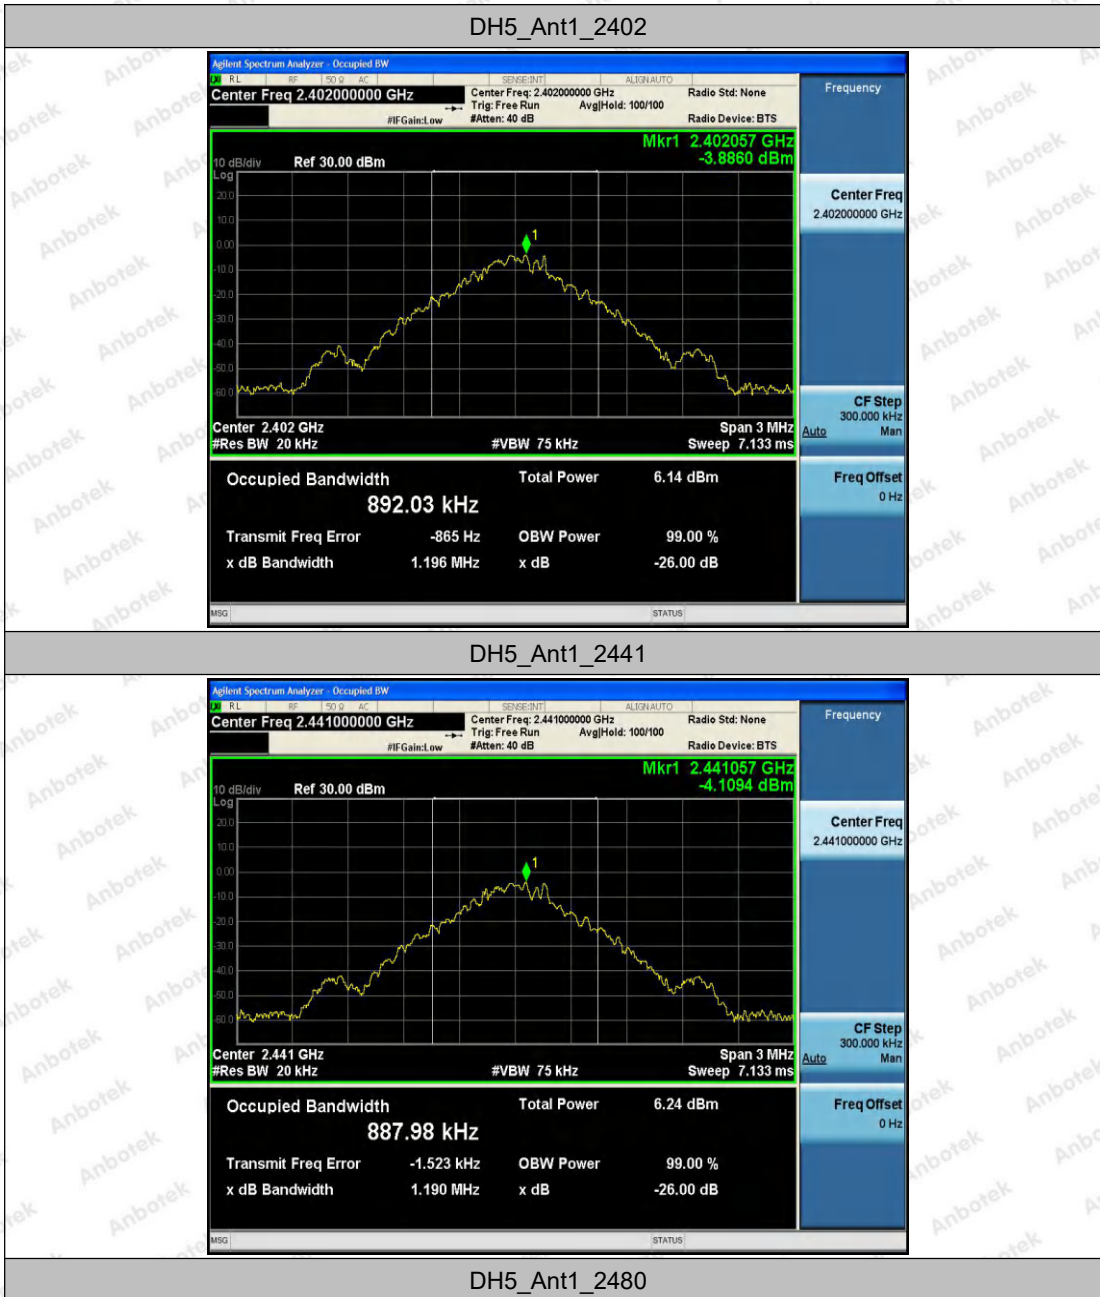 DH5_Ant1_2402
Agilent Spectrum Analyzer - Occupied BW
RL RF 50 Ω AC SENSE:INT ALIGNAUTO
Center Freq 2.402000000 GHz
Center Freq: 2.402000000 GHz
Radio Std: None
Trig: Free Run Avg|Hold: 100/100
#IFGain:Low #Atten: 40 dB Radio Device: BTS
Mkr1 2.402057 GHz
-3.8860 dBm
10 dB/div Ref 30.00 dBm
Log
20.0
10.0
0.00
-10.0
-20.0
-30.0
-40.0
-50.0
-60.0
1
Center 2.402 GHz Span 3 MHz
#Res BW 20 kHz #VBW 75 kHz Sweep 7.133 ms
Occupied Bandwidth Total Power 6.14 dBm
892.03 kHz
Transmit Freq Error -865 Hz OBW Power 99.00 %
x dB Bandwidth 1.196 MHz x dB -26.00 dB
MSG STATUS
Frequency
Center Freq
2.402000000 GHz
CF Step
300.000 kHz
Auto Man
Freq Offset
0 Hz
DH5_Ant1_2441
Agilent Spectrum Analyzer - Occupied BW
RL RF 50 Ω AC SENSE:INT ALIGNAUTO
Center Freq 2.441000000 GHz
Center Freq: 2.441000000 GHz
Radio Std: None
Trig: Free Run Avg|Hold: 100/100
#IFGain:Low #Atten: 40 dB Radio Device: BTS
Mkr1 2.441057 GHz
-4.1094 dBm
10 dB/div Ref 30.00 dBm
Log
20.0
10.0
0.00
-10.0
-20.0
-30.0
-40.0
-50.0
-60.0
1
Center 2.441 GHz Span 3 MHz
#Res BW 20 kHz #VBW 75 kHz Sweep 7.133 ms
Occupied Bandwidth Total Power 6.24 dBm
887.98 kHz
Transmit Freq Error -1.523 kHz OBW Power 99.00 %
x dB Bandwidth 1.190 MHz x dB -26.00 dB
MSG STATUS
Frequency
Center Freq
2.441000000 GHz
CF Step
300.000 kHz
Auto Man
Freq Offset
0 Hz
DH5_Ant1_2480
Anbotek